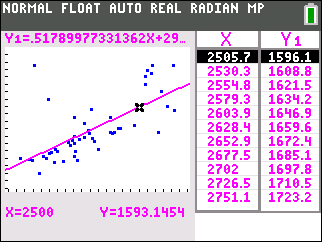 NORMAL FLOAT AUTO REAL RADIAN MP
Y1=.51789977331362X+29…
X=2500 Y=1593.1454
X Y1
2505.7 1596.1
2530.3 1608.8
2554.8 1621.5
2579.3 1634.2
2603.9 1646.9
2628.4 1659.6
2652.9 1672.4
2677.5 1685.1
2702 1697.8
2726.5 1710.5
2751.1 1723.2